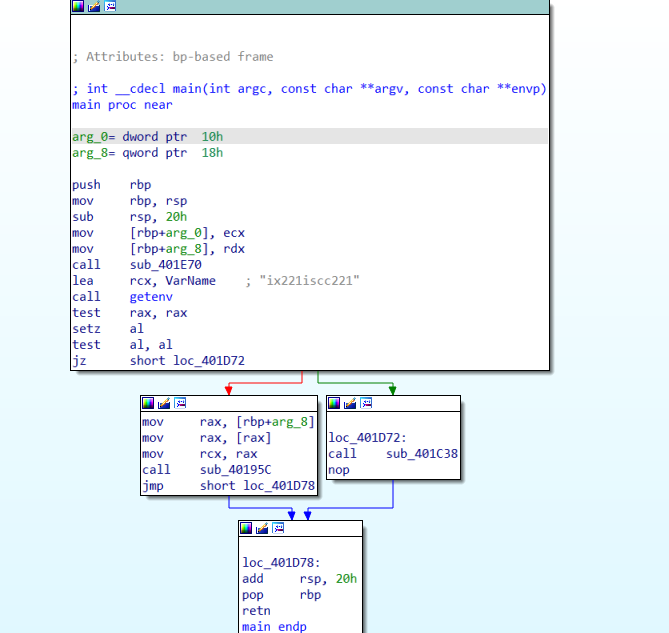 ; Attributes: bp-based frame
; int __cdecl main(int argc, const char **argv, const char **envp)
main proc near
arg_0= dword ptr  10h
arg_8= qword ptr  18h
push    rbp
mov     rbp, rsp
sub     rsp, 20h
mov     [rbp+arg_0], ecx
mov     [rbp+arg_8], rdx
call    sub_401E70
lea     rcx, VarName    ; "ix221iscc221"
call    getenv
test    rax, rax
setz    al
test    al, al
jz      short loc_401D72
mov     rax, [rbp+arg_8]
mov     rax, [rax]
mov     rcx, rax
call    sub_40195C
jmp     short loc_401D78
loc_401D72:
call    sub_401C38
nop
loc_401D78:
add     rsp, 20h
pop     rbp
retn
main endp